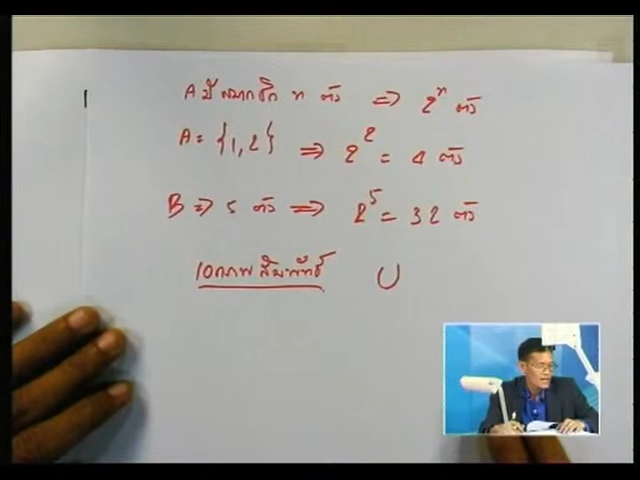 A มี สมาชิก n ตัว ⇒ 2ⁿ ตัว
A = {1,2} ⇒ 2² = 4 ตัว
B ⇒ 5 ตัว ⇒ 2⁵ = 32 ตัว
เอกภพสัมพัทธ์ U